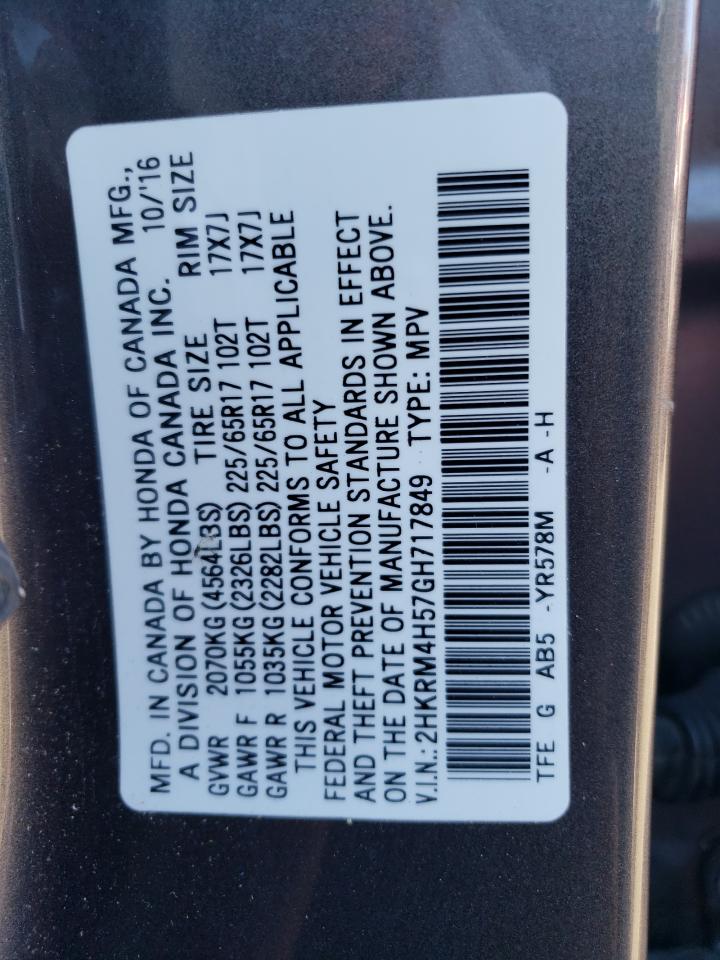 MFD. IN CANADA BY HONDA OF CANADA MFG.,
A DIVISION OF HONDA CANADA INC. 10/'16
GVWR 2070KG(4564LBS) TIRE SIZE RIM SIZE
GAWR F 1055KG(2326LBS) 225/65R17 102T 17X7J
GAWR R 1035KG(2282LBS) 225/65R17 102T 17X7J
THIS VEHICLE CONFORMS TO ALL APPLICABLE
FEDERAL MOTOR VEHICLE SAFETY
AND THEFT PREVENTION STANDARDS IN EFFECT
ON THE DATE OF MANUFACTURE SHOWN ABOVE.
V.I.N.: 2HKRM4H57GH717849 TYPE: MPV
TFE G AB5 -YR578M -A -H